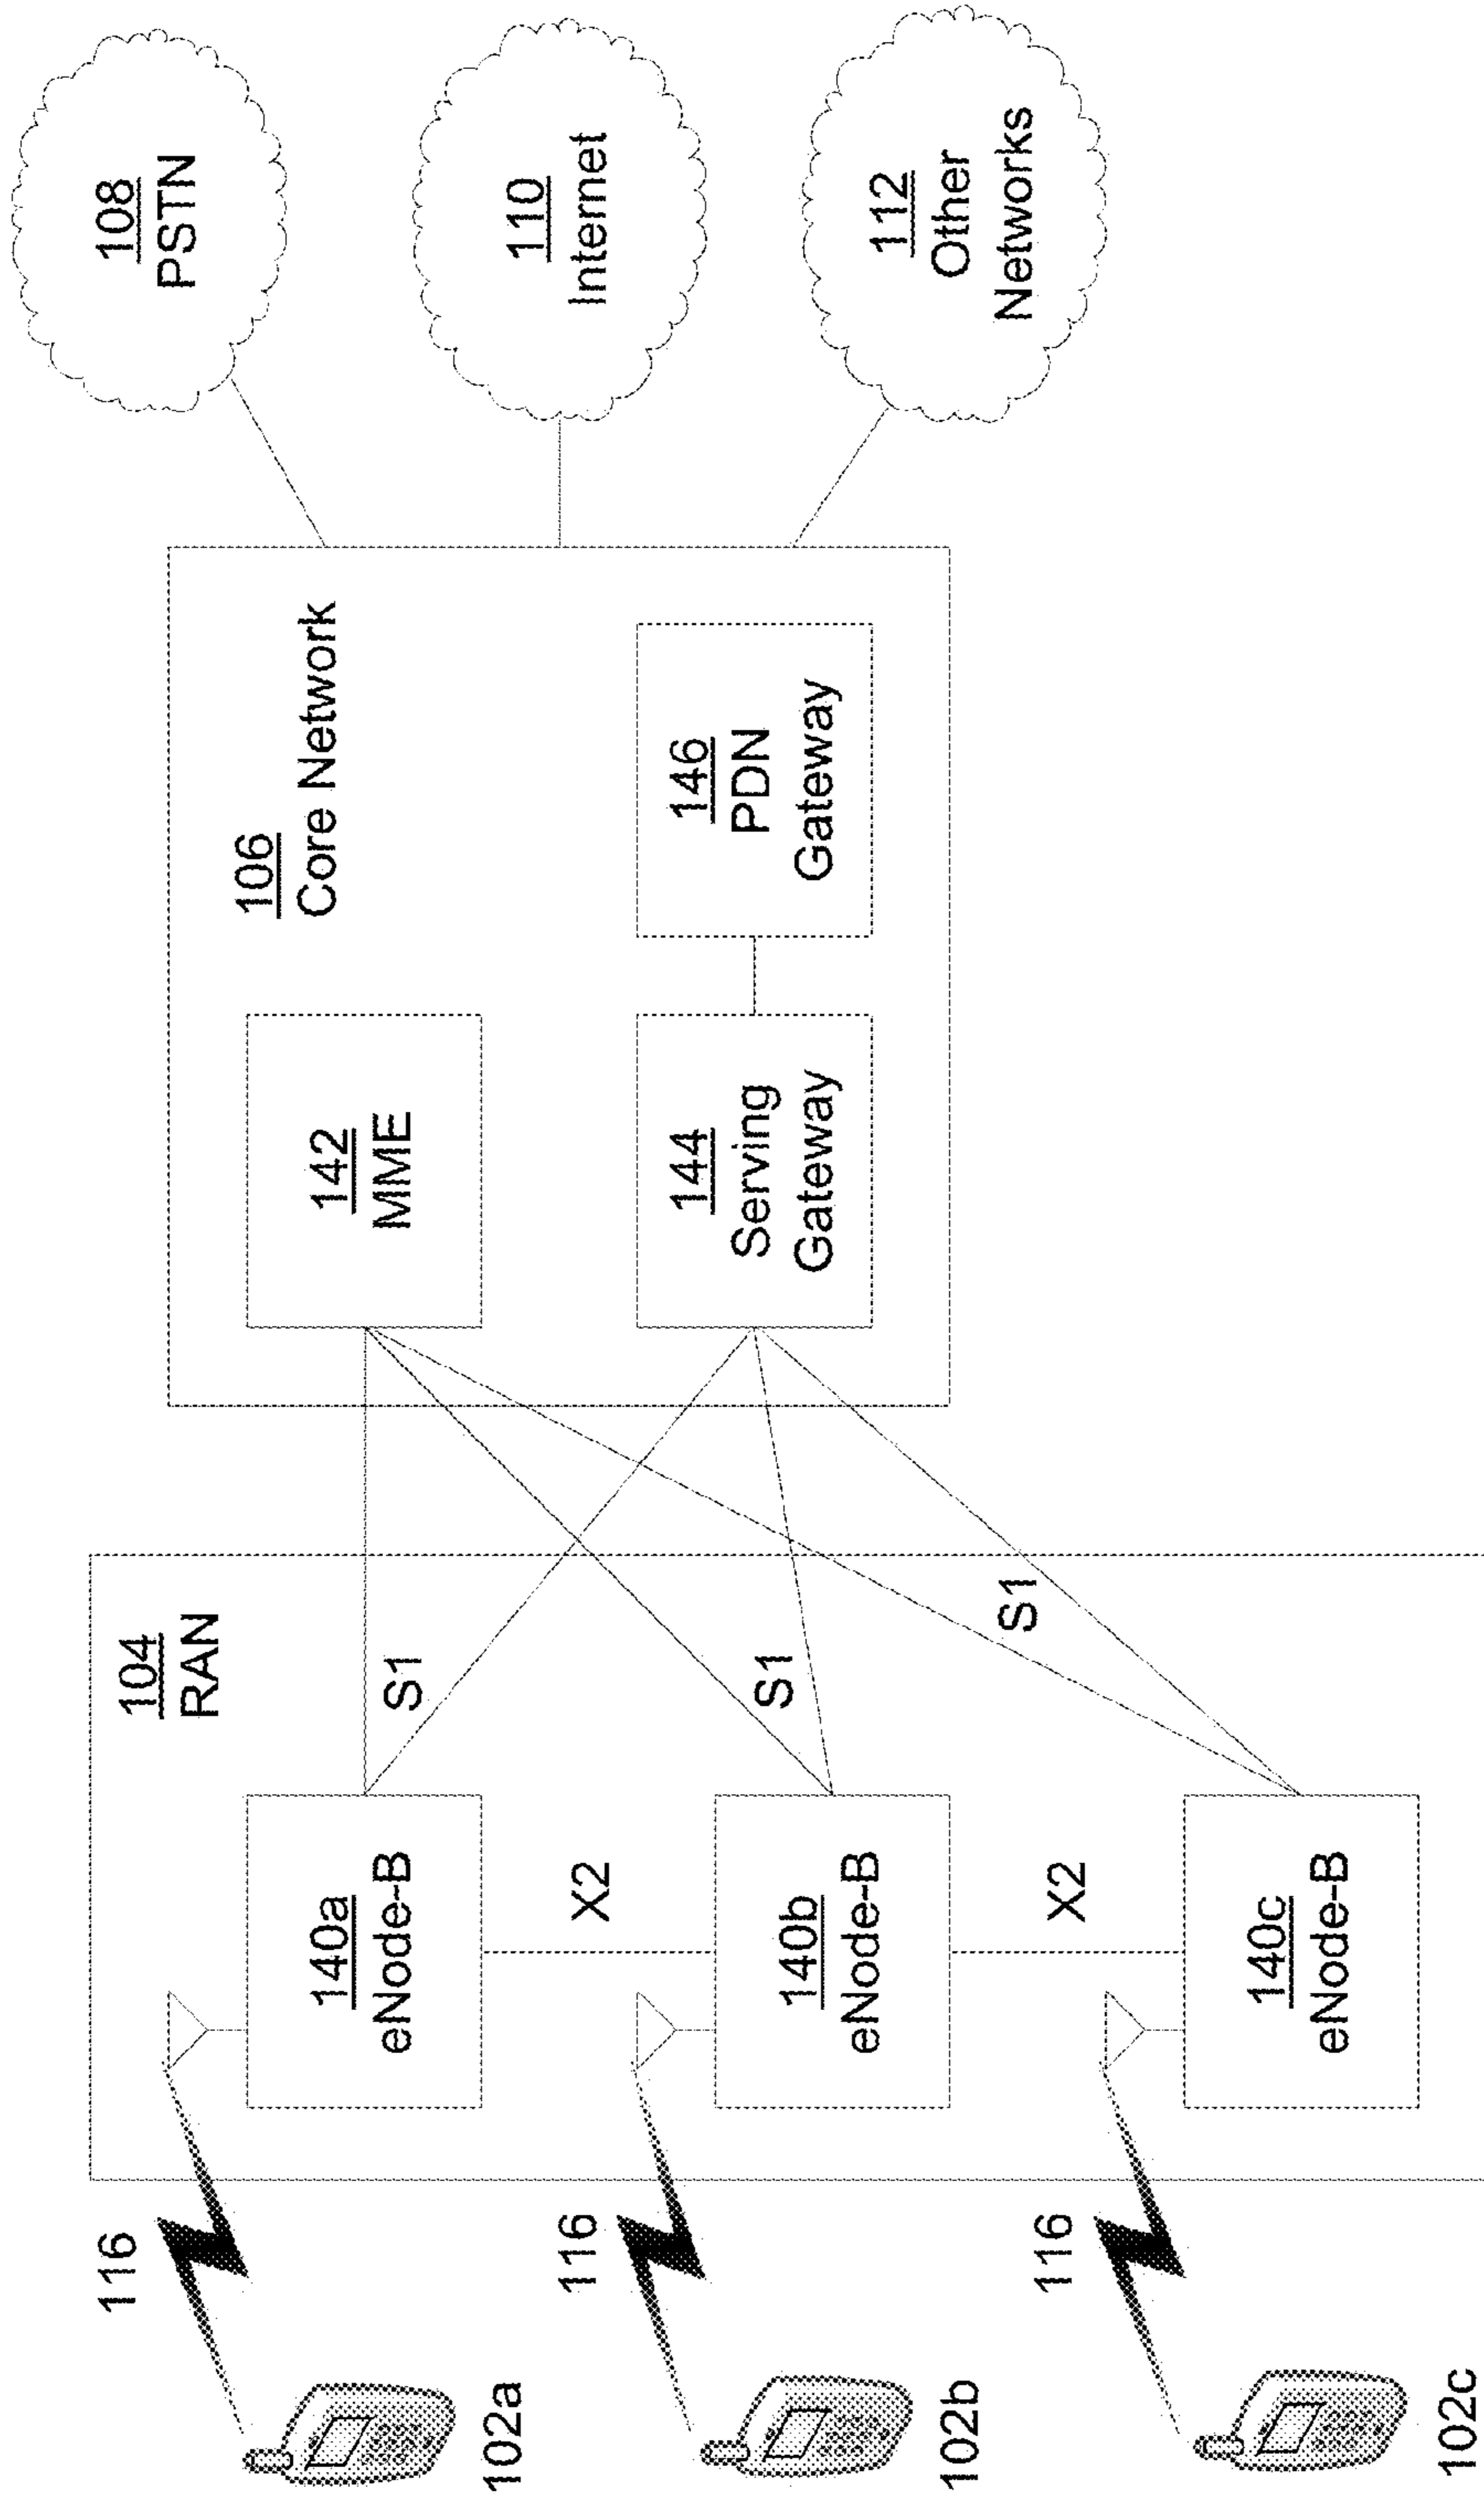 116
102a
104
RAN
140a
eNode-B
S1
X2
116
102b
140b
eNode-B
S1
X2
116
102c
140c
eNode-B
S1
106
Core Network
142
MME
144
Serving
Gateway
146
PDN
Gateway
108
PSTN
110
Internet
112
Other
Networks